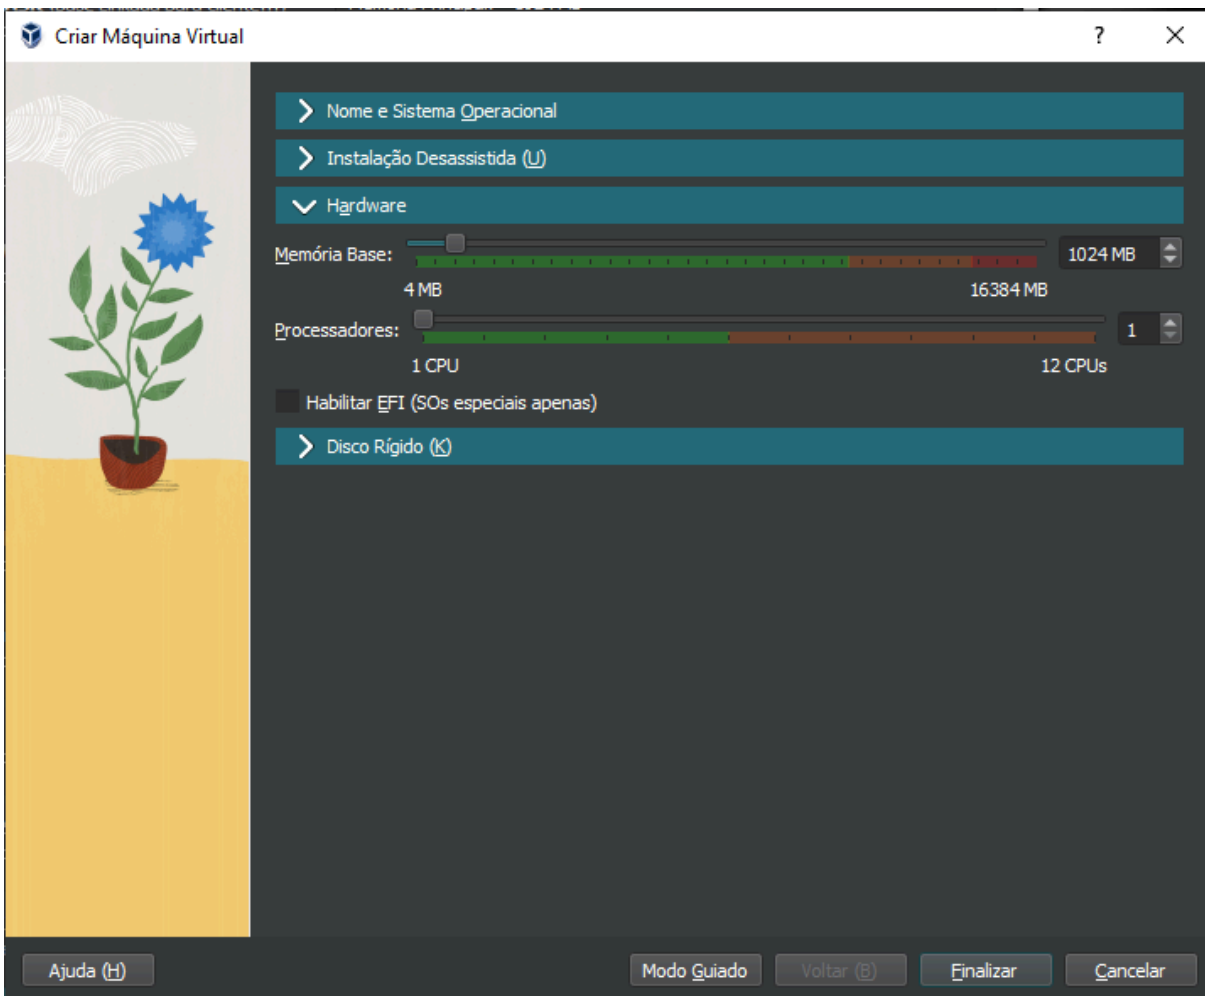 Criar Máquina Virtual
?
Nome e Sistema Operacional
Instalação Desassistida (U)
Hardware
Memória Base:
1024 MB
4 MB
16384 MB
Processadores:
1
1 CPU
12 CPUs
Habilitar EFI (SOs especiais apenas)
Disco Rígido (K)
Ajuda (H)
Modo Guiado
Voltar (B)
Finalizar
Cancelar